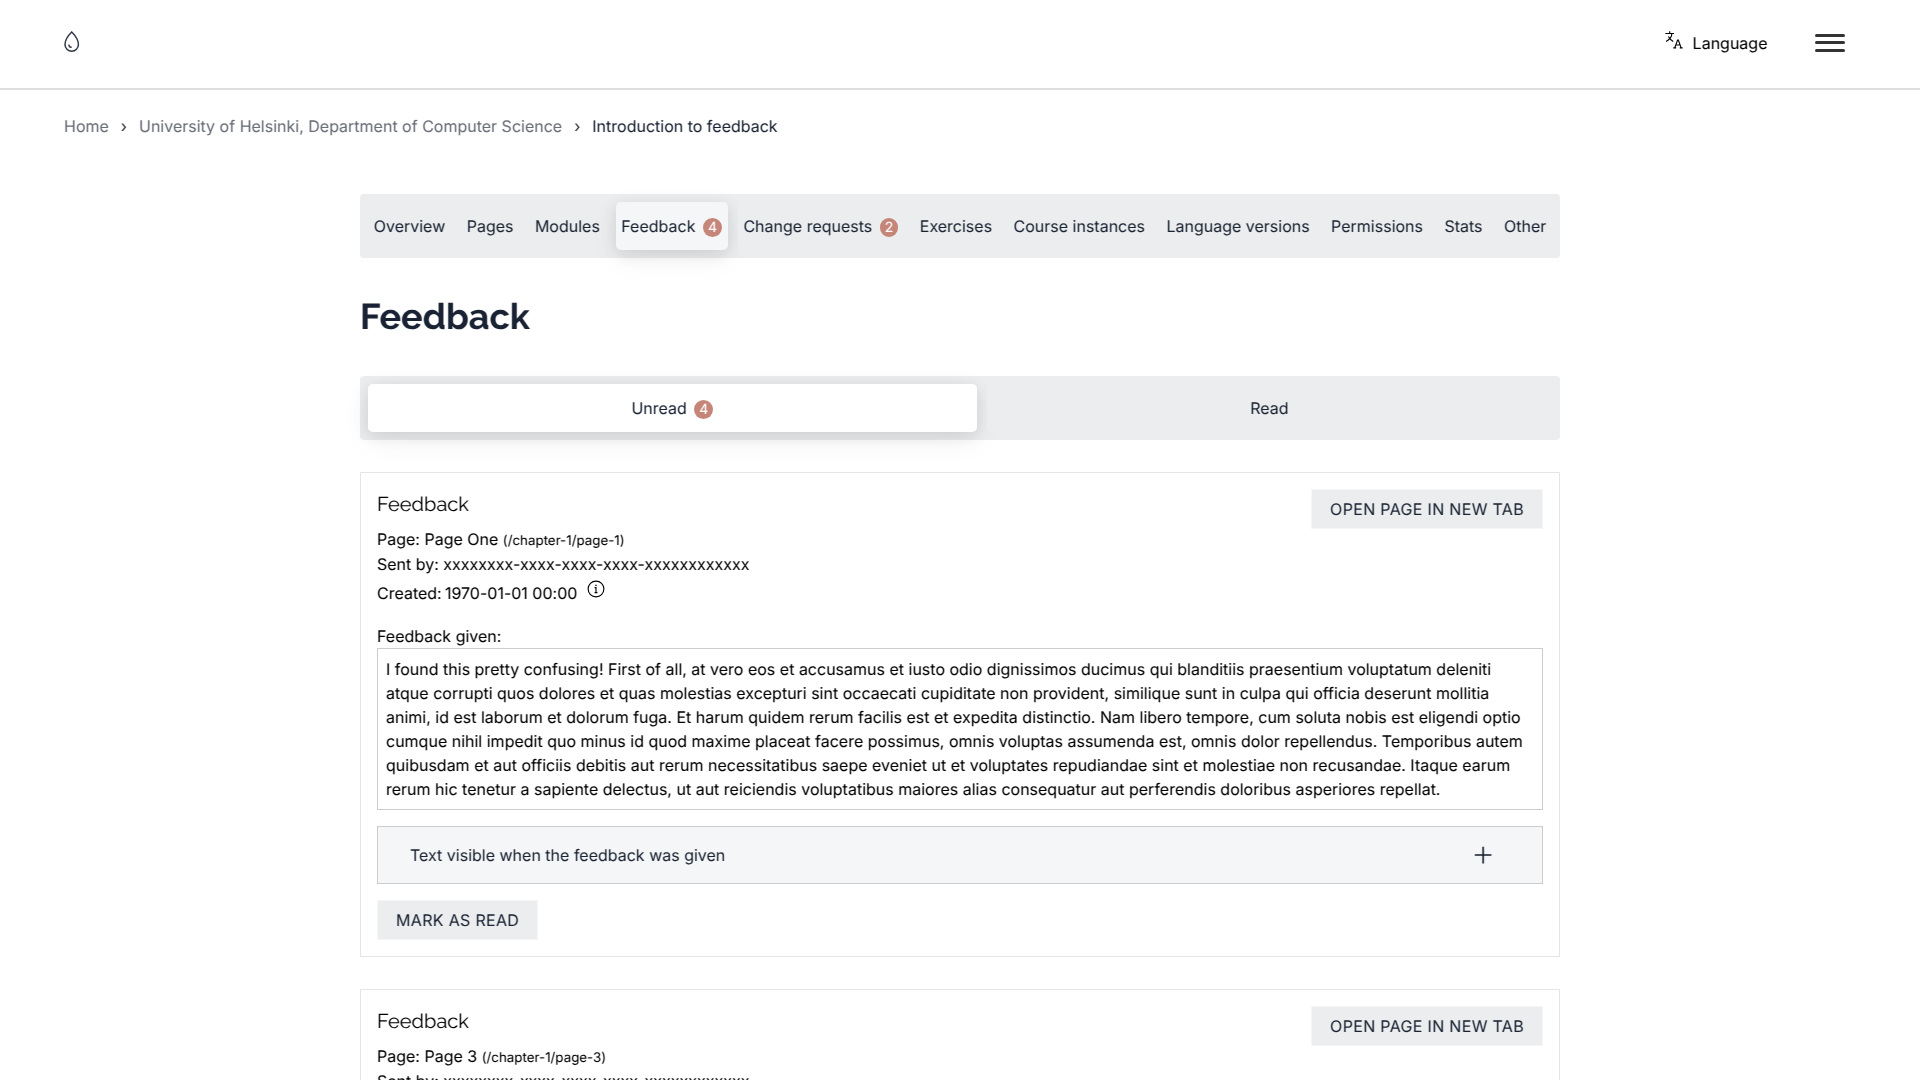 Language
Home › University of Helsinki, Department of Computer Science › Introduction to feedback
Overview Pages Modules Feedback 4 Change requests 2 Exercises Course instances Language versions Permissions Stats Other
Feedback
Unread 4 Read
Feedback
OPEN PAGE IN NEW TAB
Page: Page One (/chapter-1/page-1)
Sent by: xxxxxxxx-xxxx-xxxx-xxxx-xxxxxxxxxxxx
Created: 1970-01-01 00:00
Feedback given:
I found this pretty confusing! First of all, at vero eos et accusamus et iusto odio dignissimos ducimus qui blanditiis praesentium voluptatum deleniti
atque corrupti quos dolores et quas molestias excepturi sint occaecati cupiditate non provident, similique sunt in culpa qui officia deserunt mollitia
animi, id est laborum et dolorum fuga. Et harum quidem rerum facilis est et expedita distinctio. Nam libero tempore, cum soluta nobis est eligendi optio
cumque nihil impedit quo minus id quod maxime placeat facere possimus, omnis voluptas assumenda est, omnis dolor repellendus. Temporibus autem
quibusdam et aut officiis debitis aut rerum necessitatibus saepe eveniet ut et voluptates repudiandae sint et molestiae non recusandae. Itaque earum
rerum hic tenetur a sapiente delectus, ut aut reiciendis voluptatibus maiores alias consequatur aut perferendis doloribus asperiores repellat.
Text visible when the feedback was given
MARK AS READ
Feedback
OPEN PAGE IN NEW TAB
Page: Page 3 (/chapter-1/page-3)
Sent by: xxxxxxxx-xxxx-xxxx-xxxx-xxxxxxxxxxxx